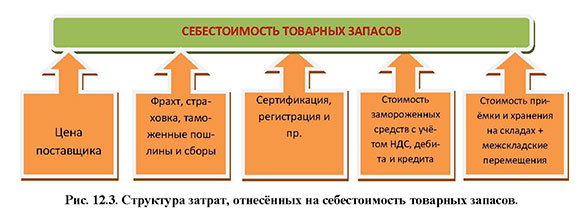 СЕБЕСТОИМОСТЬ ТОВАРНЫХ ЗАПАСОВ
Цена
поставщика
Фрахт, стра-
ховка, тамо-
женные пош-
лины и сборы
Сертификация,
регистрация и
пр.
Стоимость
замороженных
средств с учё-
том НДС, деби-
та и кредита
Стоимость при-
ёмки и хранения
на складах +
межскладские
перемещения
Рис. 12.3. Структура затрат, отнесённых на себестоимость товарных запасов.